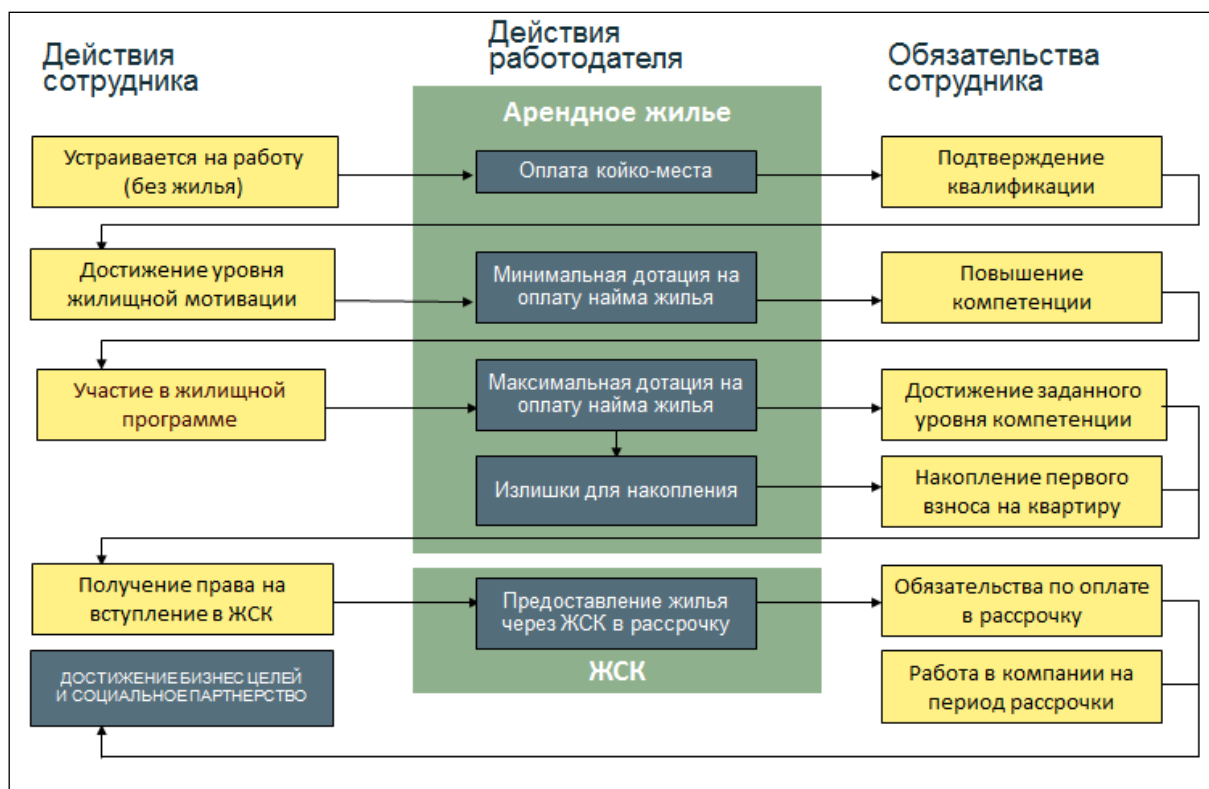 Действия
сотрудника
Действия
работодателя
Обязательства
сотрудника
Арендное жилье
Устраивается на работу
(без жилья)
Оплата койко-места
Подтверждение
квалификации
Достижение уровня
жилищной мотивации
Минимальная дотация на
оплату найма жилья
Повышение
компетенции
Участие в жилищной
программе
Максимальная дотация на
оплату найма жилья
Достижение заданного
уровня компетенции
Излишки для накопления
Накопление первого
взноса на квартиру
Получение права на
вступление в ЖСК
Предоставление жилья
через ЖСК в рассрочку
Обязательства по оплате
в рассрочку
ЖСК
ДОСТИЖЕНИЕ БИЗНЕС ЦЕЛЕЙ
И СОЦИАЛЬНОЕ ПАРТНЕРСТВО
Работа в компании на
период рассрочки